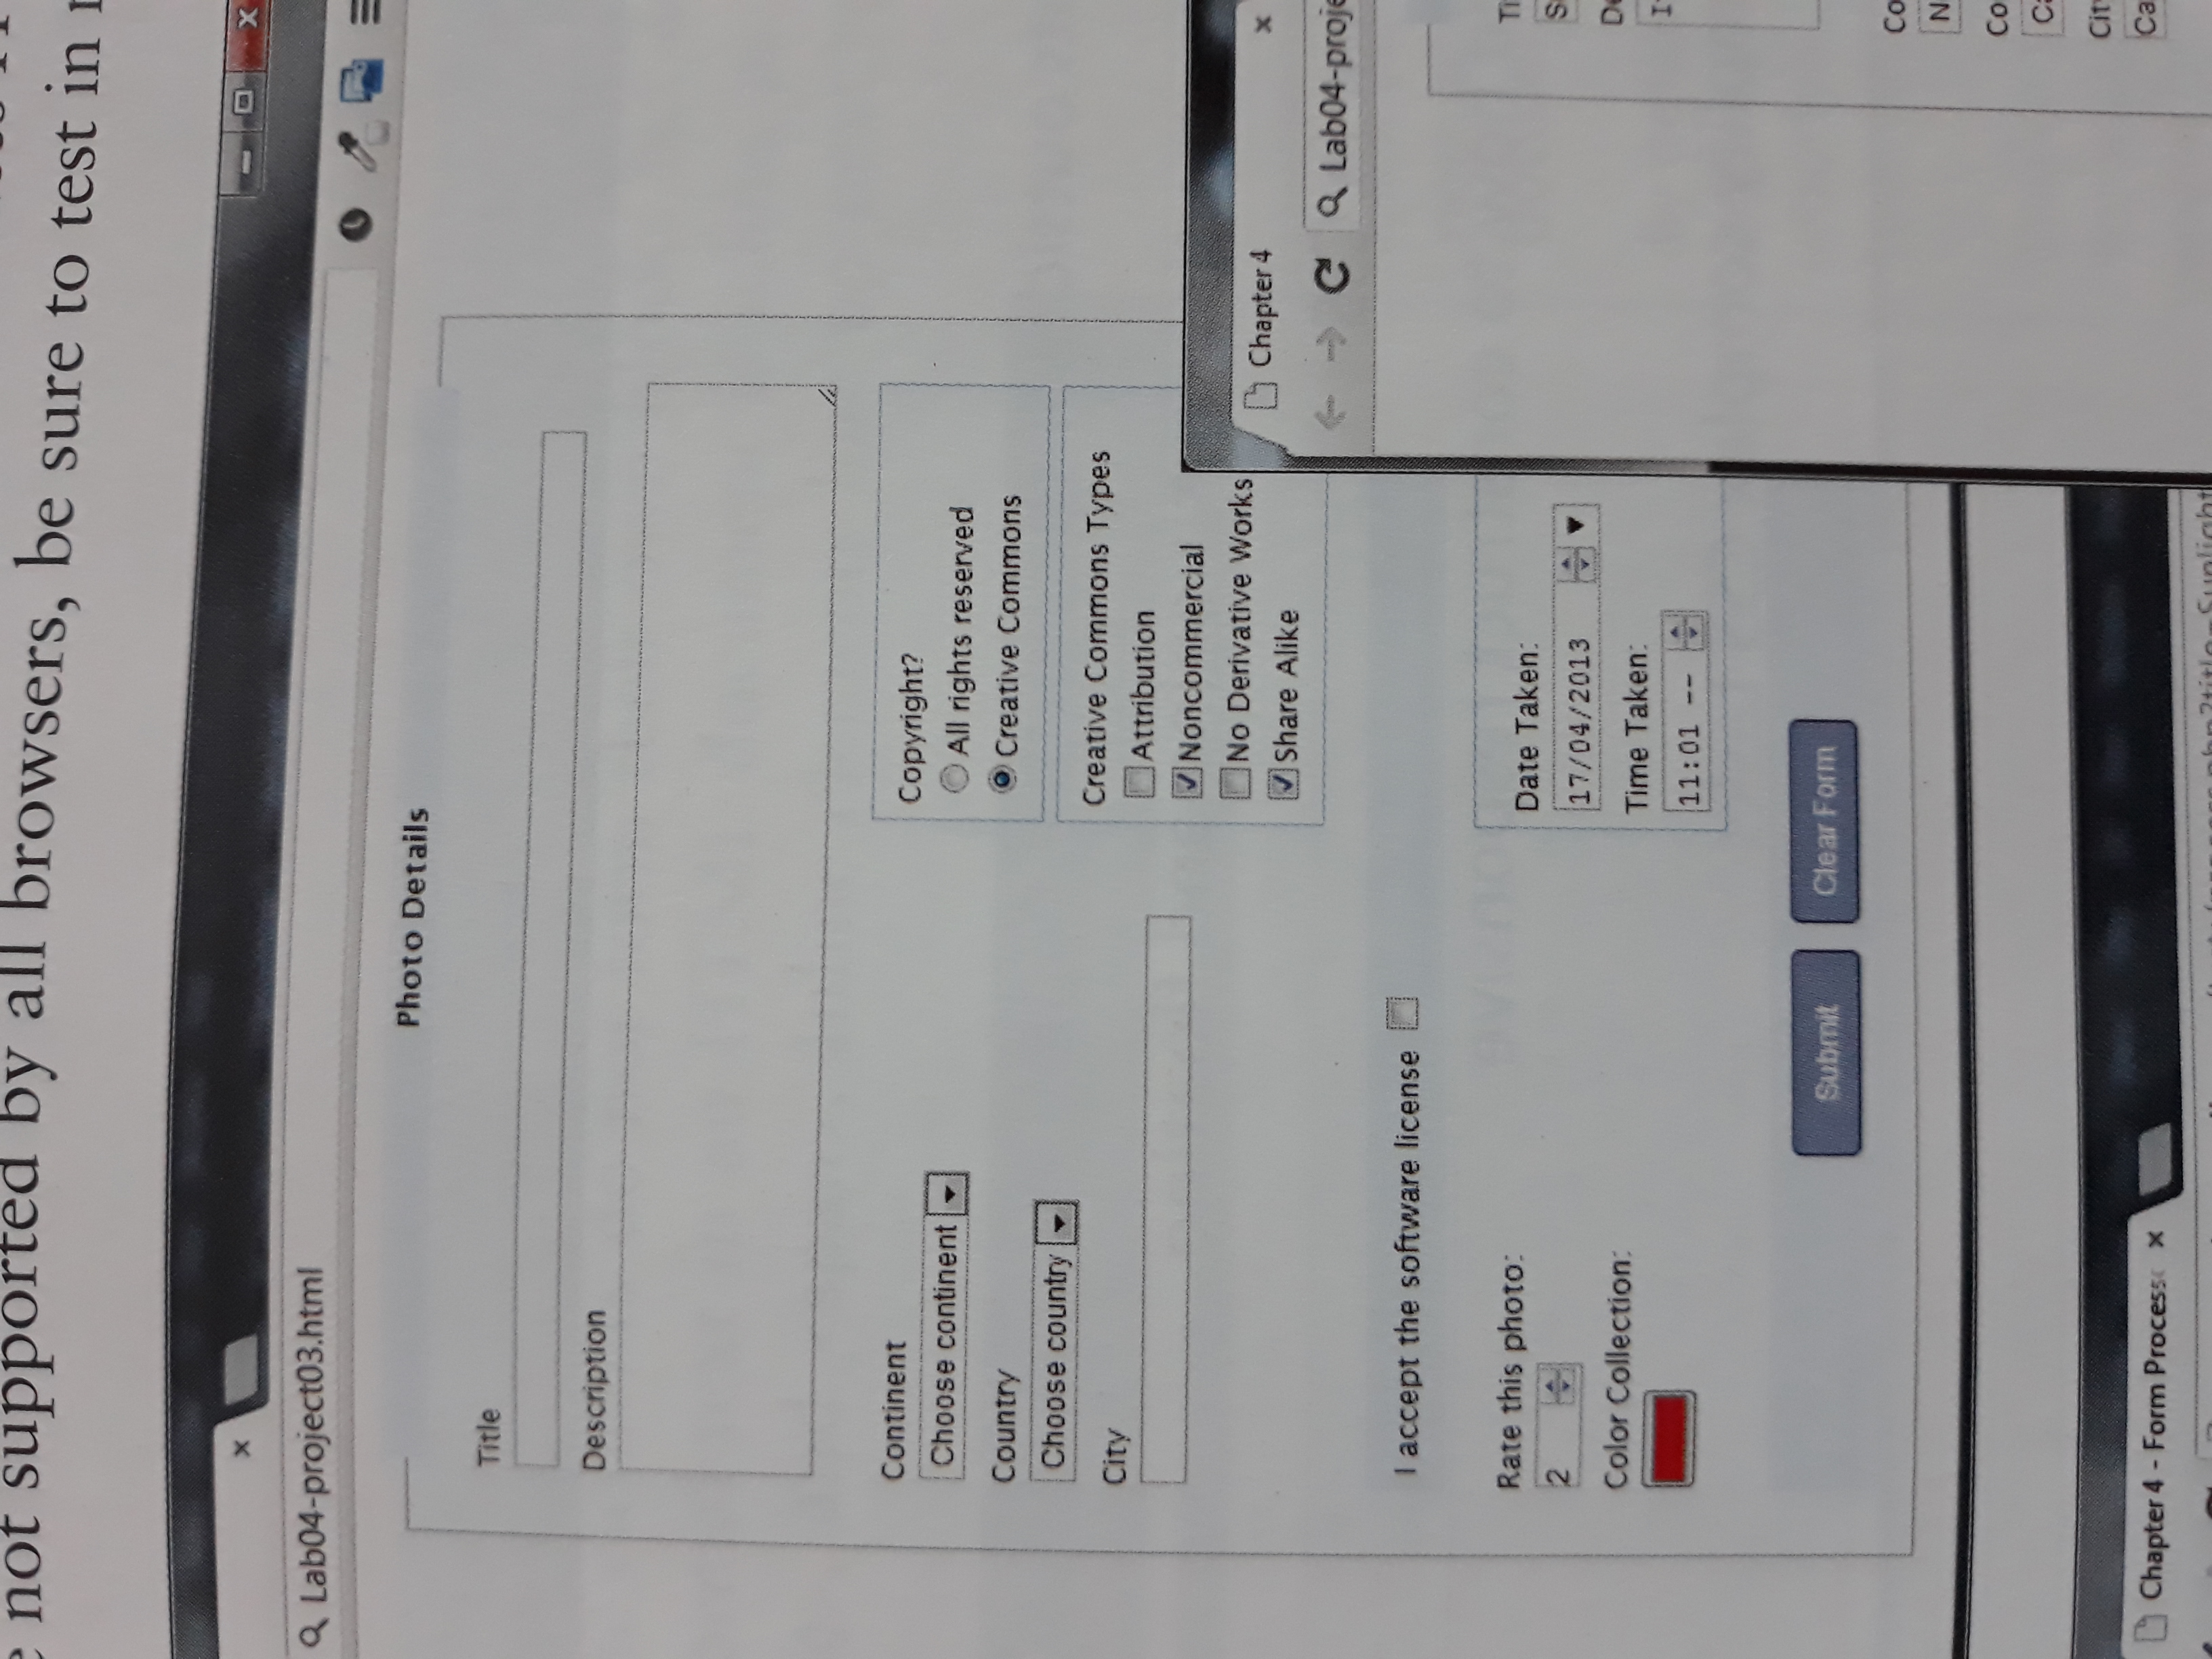 not supported by all browsers, be sure to test in
Lab04-project03.html
Photo Details
Title
Description
Continent
Choose continent
Country
Choose country
City
Copyright?
All rights reserved
Creative Commons
Creative Commons Types
Attribution
Noncommercial
No Derivative Works
Share Alike
I accept the software license
Rate this photo:
2
Color Collection:
Date Taken:
17/04/2013
Time Taken:
11:01 --
Submit
Clear Form
Chapter 4
Lab04-proje
Ti
De
Co
N
Co
Ca
City
Ca
Chapter 4 - Form Process
process.php?title=Sunlight